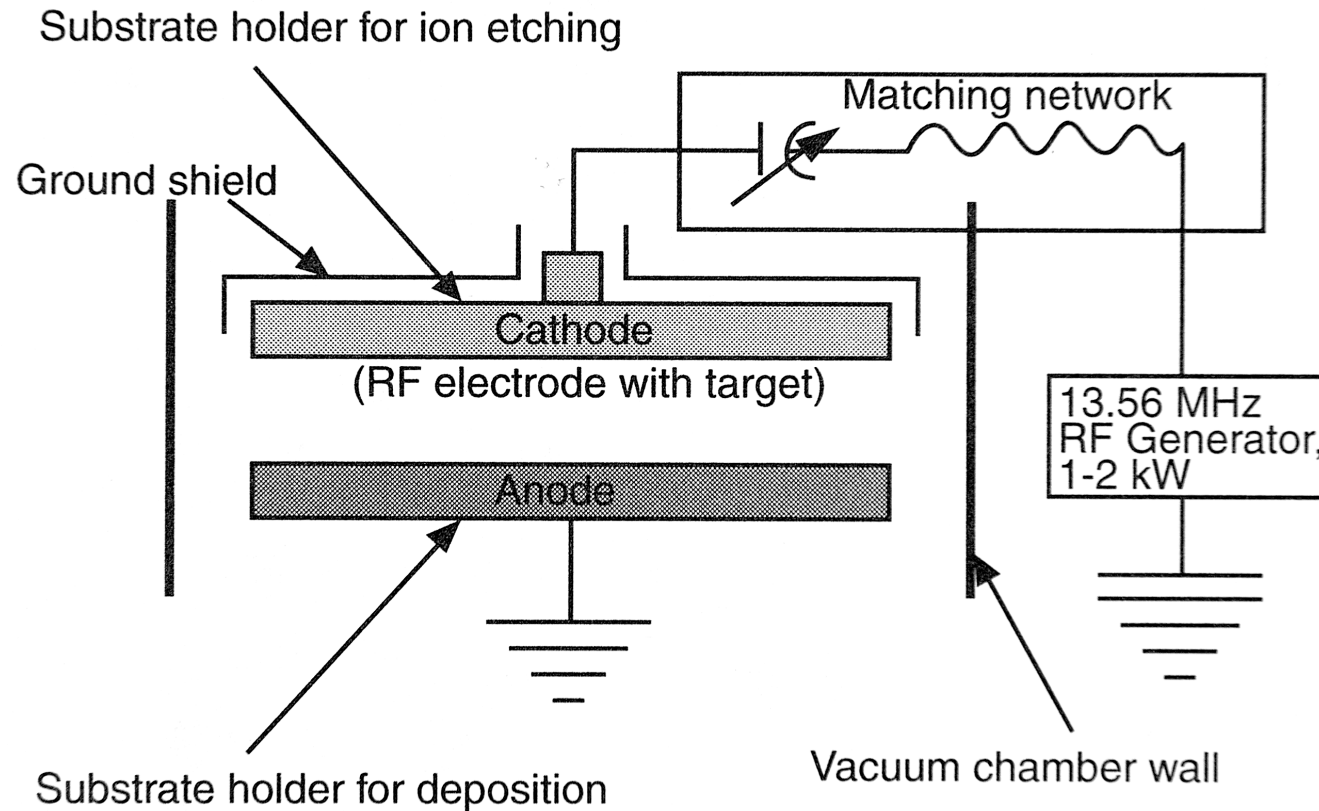 Substrate holder for ion etching
Matching network
Ground shield
Cathode
(RF electrode with target)
13.56 MHz
RF Generator,
1-2 kW
Anode
Vacuum chamber wall
Substrate holder for deposition